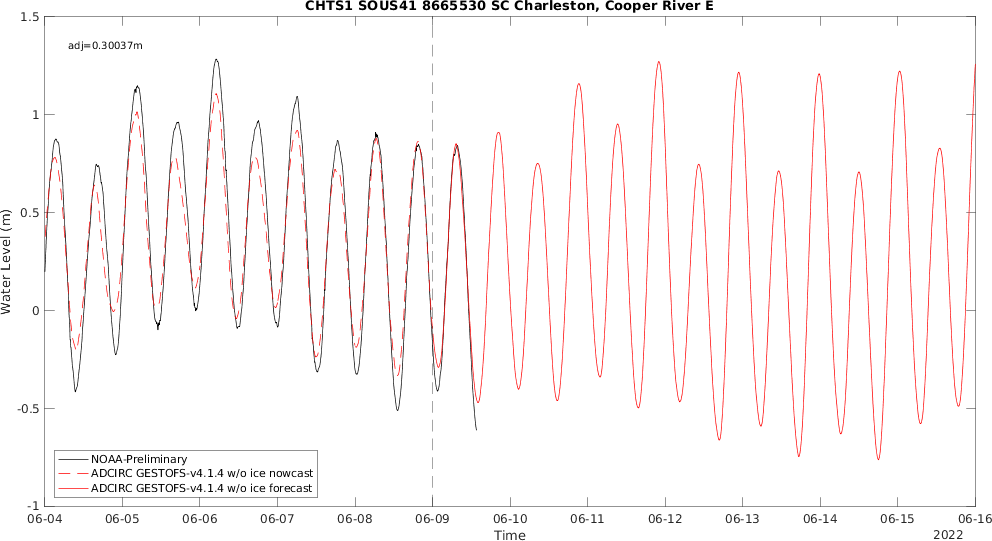 CHTS1 SOUS41 8665530 SC Charleston, Cooper River E
adj=0.30037m
1.5
1
0.5
0
-0.5
-1
Water Level (m)
NOAA-Preliminary
ADCIRC GESTOFS-v4.1.4 w/o ice nowcast
ADCIRC GESTOFS-v4.1.4 w/o ice forecast
06-04 06-05 06-06 06-07 06-08 06-09 06-10 06-11 06-12 06-13 06-14 06-15 06-16
Time
2022